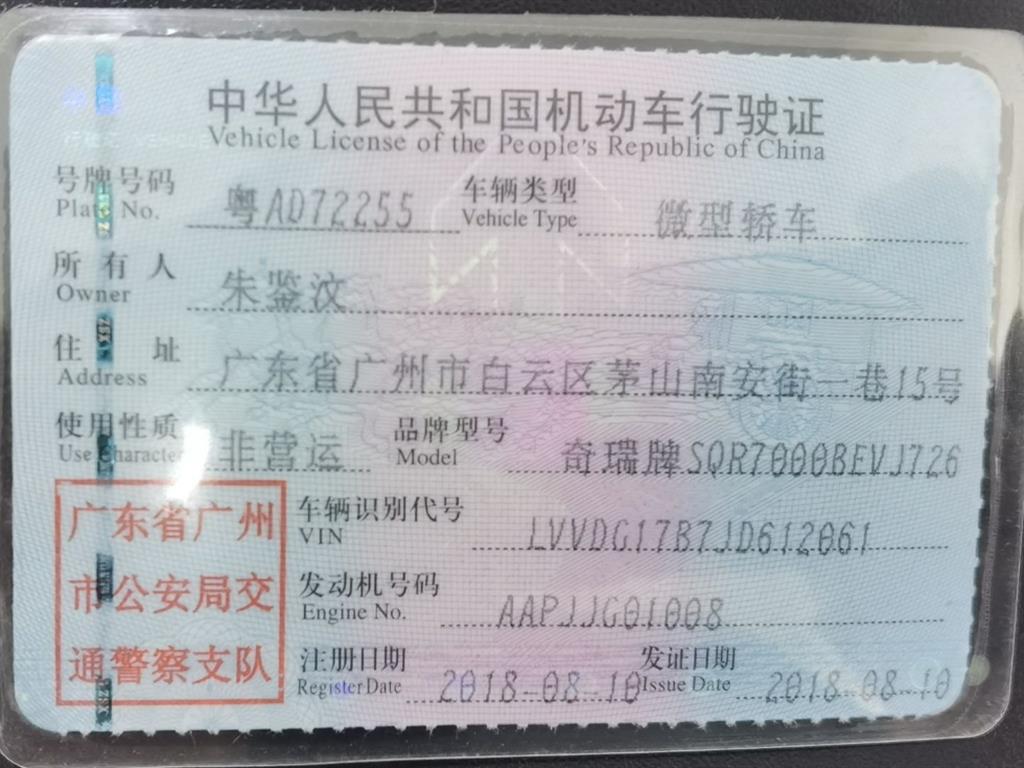 中华人民共和国机动车行驶证
Vehicle License of the People's Republic of China
号牌号码 粤AD72255 车辆类型 微型轿车
Plate No. Vehicle Type
所有人 朱鉴汶
Owner
住址 广东省广州市白云区茅山南安街一巷15号
Address
使用性质 非营运 品牌型号 奇瑞牌SQR7000BEVJ726
Use Character Model
车辆识别代号 LVVDG17B7JD612061
VIN
发动机号码 AAPJJG01008
Engine No.
注册日期 2018-08-10 发证日期 2018-08-10
Register Date Issue Date
广东省广州
市公安局交
通警察支队